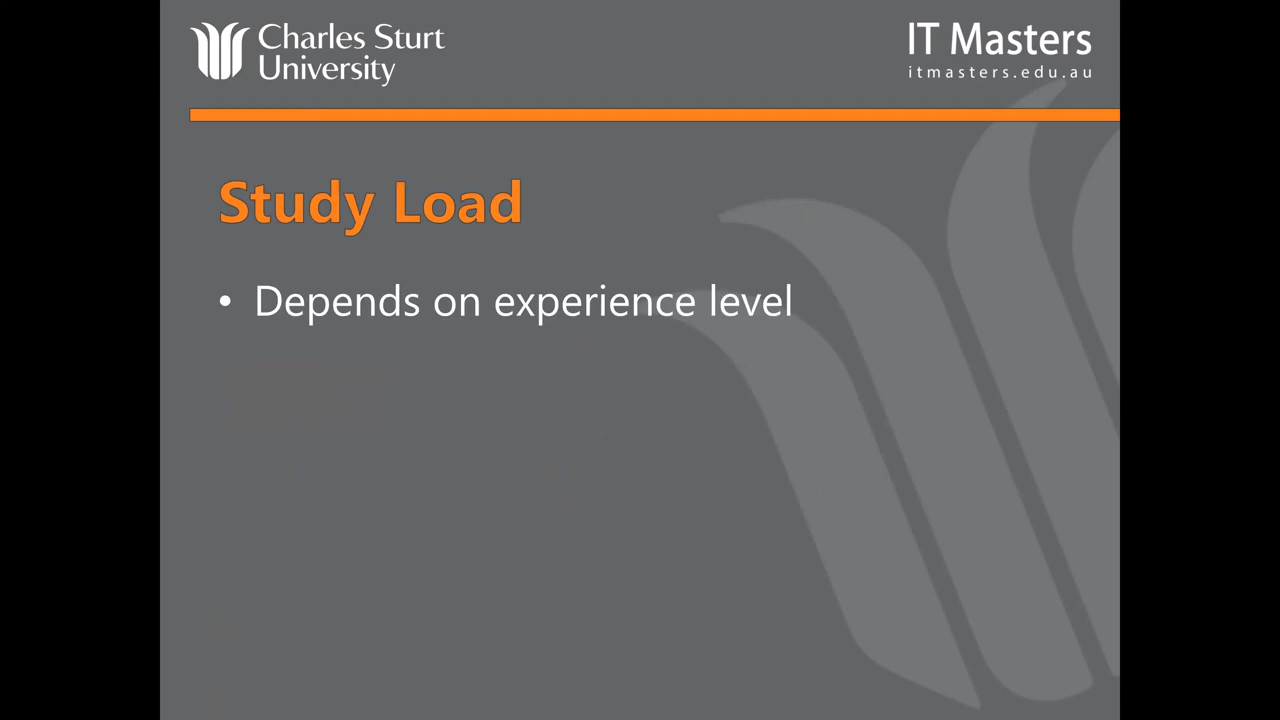 Charles Sturt
University
IT Masters
itmasters.edu.au
Study Load
• Depends on experience level